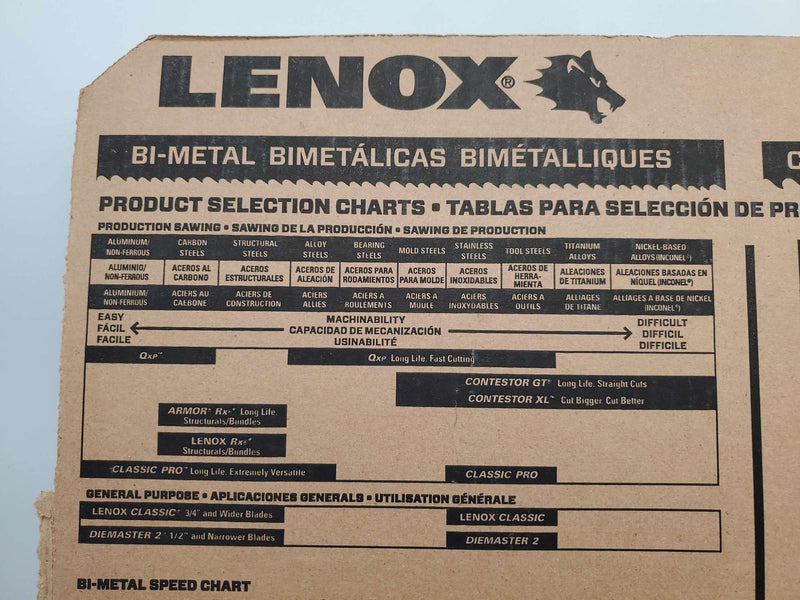 LENOX®
BI-METAL BIMETÁLICAS BIMÉTALLIQUES
C
PRODUCT SELECTION CHARTS • TABLAS PARA SELECCIÓN DE PR
PRODUCTION SAWING • SAWING DE LA PRODUCCIÓN • SAWING DE PRODUCTION
ALUMINUM/ NON-FERROUS CARBON STEELS STRUCTURAL STEELS ALLOY STEELS BEARING STEELS MOLD STEELS STAINLESS STEELS TOOL STEELS TITANIUM ALLOYS NICKEL-BASED ALLOYS (INCONEL®)
ALUMINIO/ NON-FERROUS ACEROS AL CARBONO ACEROS ESTRUCTURALES ACEROS DE ALEACIÓN ACEROS PARA RODAMIENTOS ACEROS PARA MOLDE ACEROS INOXIDABLES ACEROS DE HERRA- MIENTA ALEACIONES DE TITANIUM ALEACIONES BASADAS EN NÍQUEL (INCONEL®)
ALUMINIUM/ NON-FERROUS ACIERS AU CARBONE ACIERS DE CONSTRUCTION ACIERS ALLIES ACIERS A ROULEMENTS ACIERS A MOULE ACIERS INOXYDABLES ACIERS A OUTILS ALLIAGES DE TITANE ALLIAGES A BASE DE NICKEL (INCONEL®)
EASY MACHINABILITY DIFFICULT
FÁCIL CAPACIDAD DE MECANIZACIÓN DIFÍCIL
FACILE USINABILITÉ DIFFICILE
QXP™ QXP Long Life, Fast Cutting
CONTESTOR GT® Long Life, Straight Cuts
CONTESTOR XL™ Cut Bigger, Cut Better
ARMOR® Rx®+ Long Life,
Structurals/Bundles
LENOX Rx®+
Structurals/Bundles
CLASSIC PRO™ Long Life, Extremely Versatile CLASSIC PRO
GENERAL PURPOSE • APLICACIONES GENERALS • UTILISATION GÉNÉRALE
LENOX CLASSIC® 3/4" and Wider Blades LENOX CLASSIC
DIEMASTER 2® 1/2" and Narrower Blades DIEMASTER 2
BI-METAL SPEED CHART